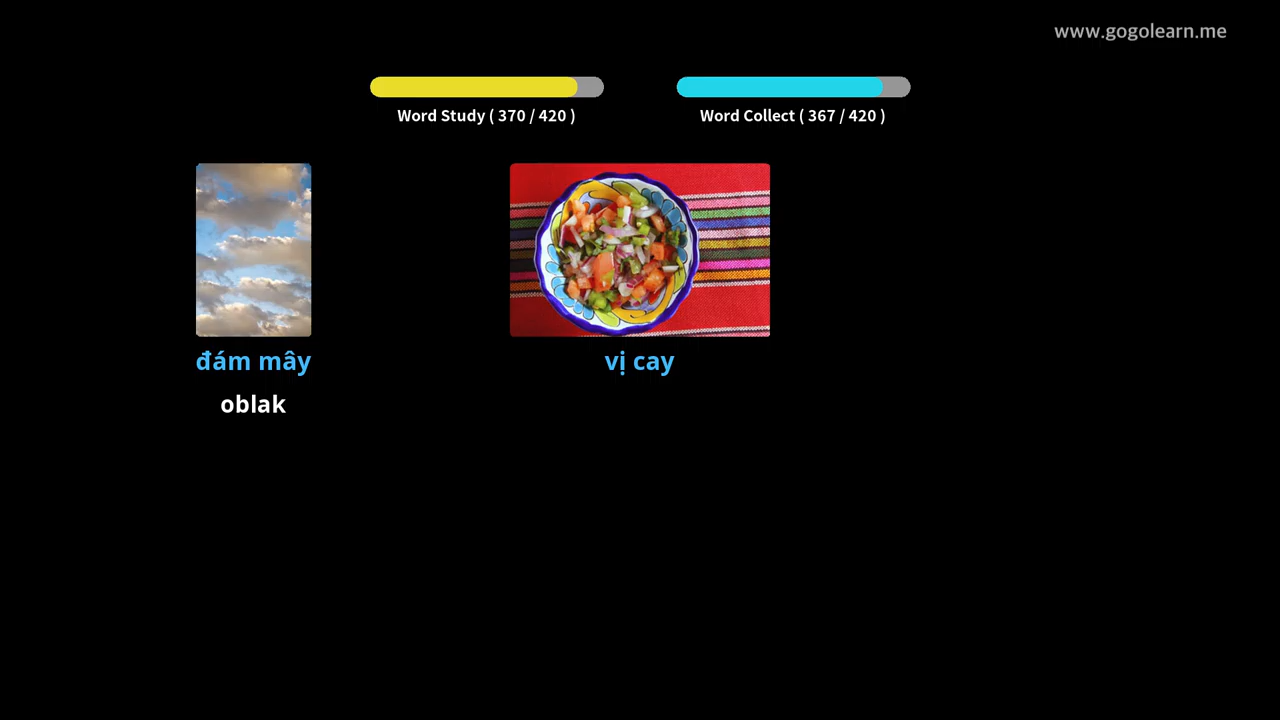 www.gogolearn.me
Word Study ( 370 / 420 )
Word Collect ( 367 / 420 )
đám mây
vị cay
oblak